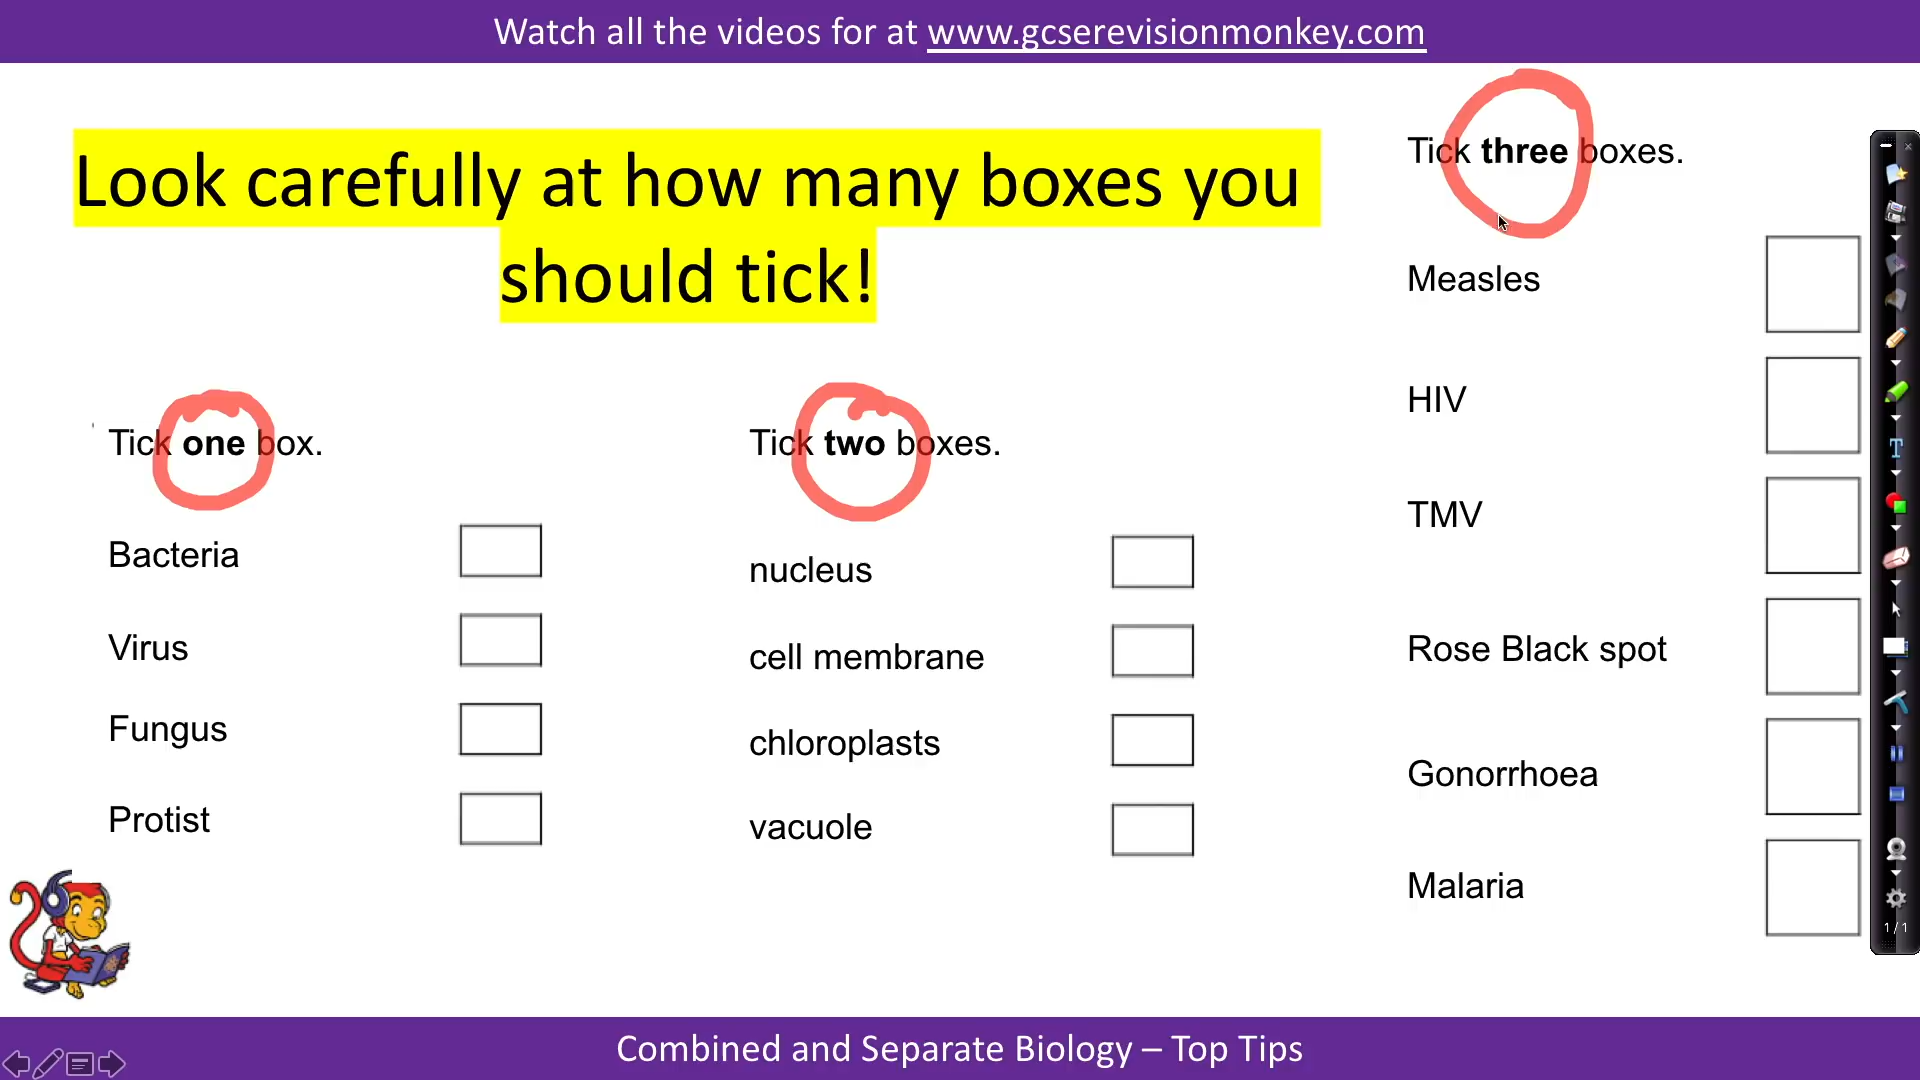 Watch all the videos for at www.gcserevisionmonkey.com
Look carefully at how many boxes you
should tick!
Tick one box.
Bacteria
Virus
Fungus
Protist
Tick two boxes.
nucleus
cell membrane
chloroplasts
vacuole
Tick three boxes.
Measles
HIV
TMV
Rose Black spot
Gonorrhoea
Malaria
T
1 / 1
Combined and Separate Biology – Top Tips